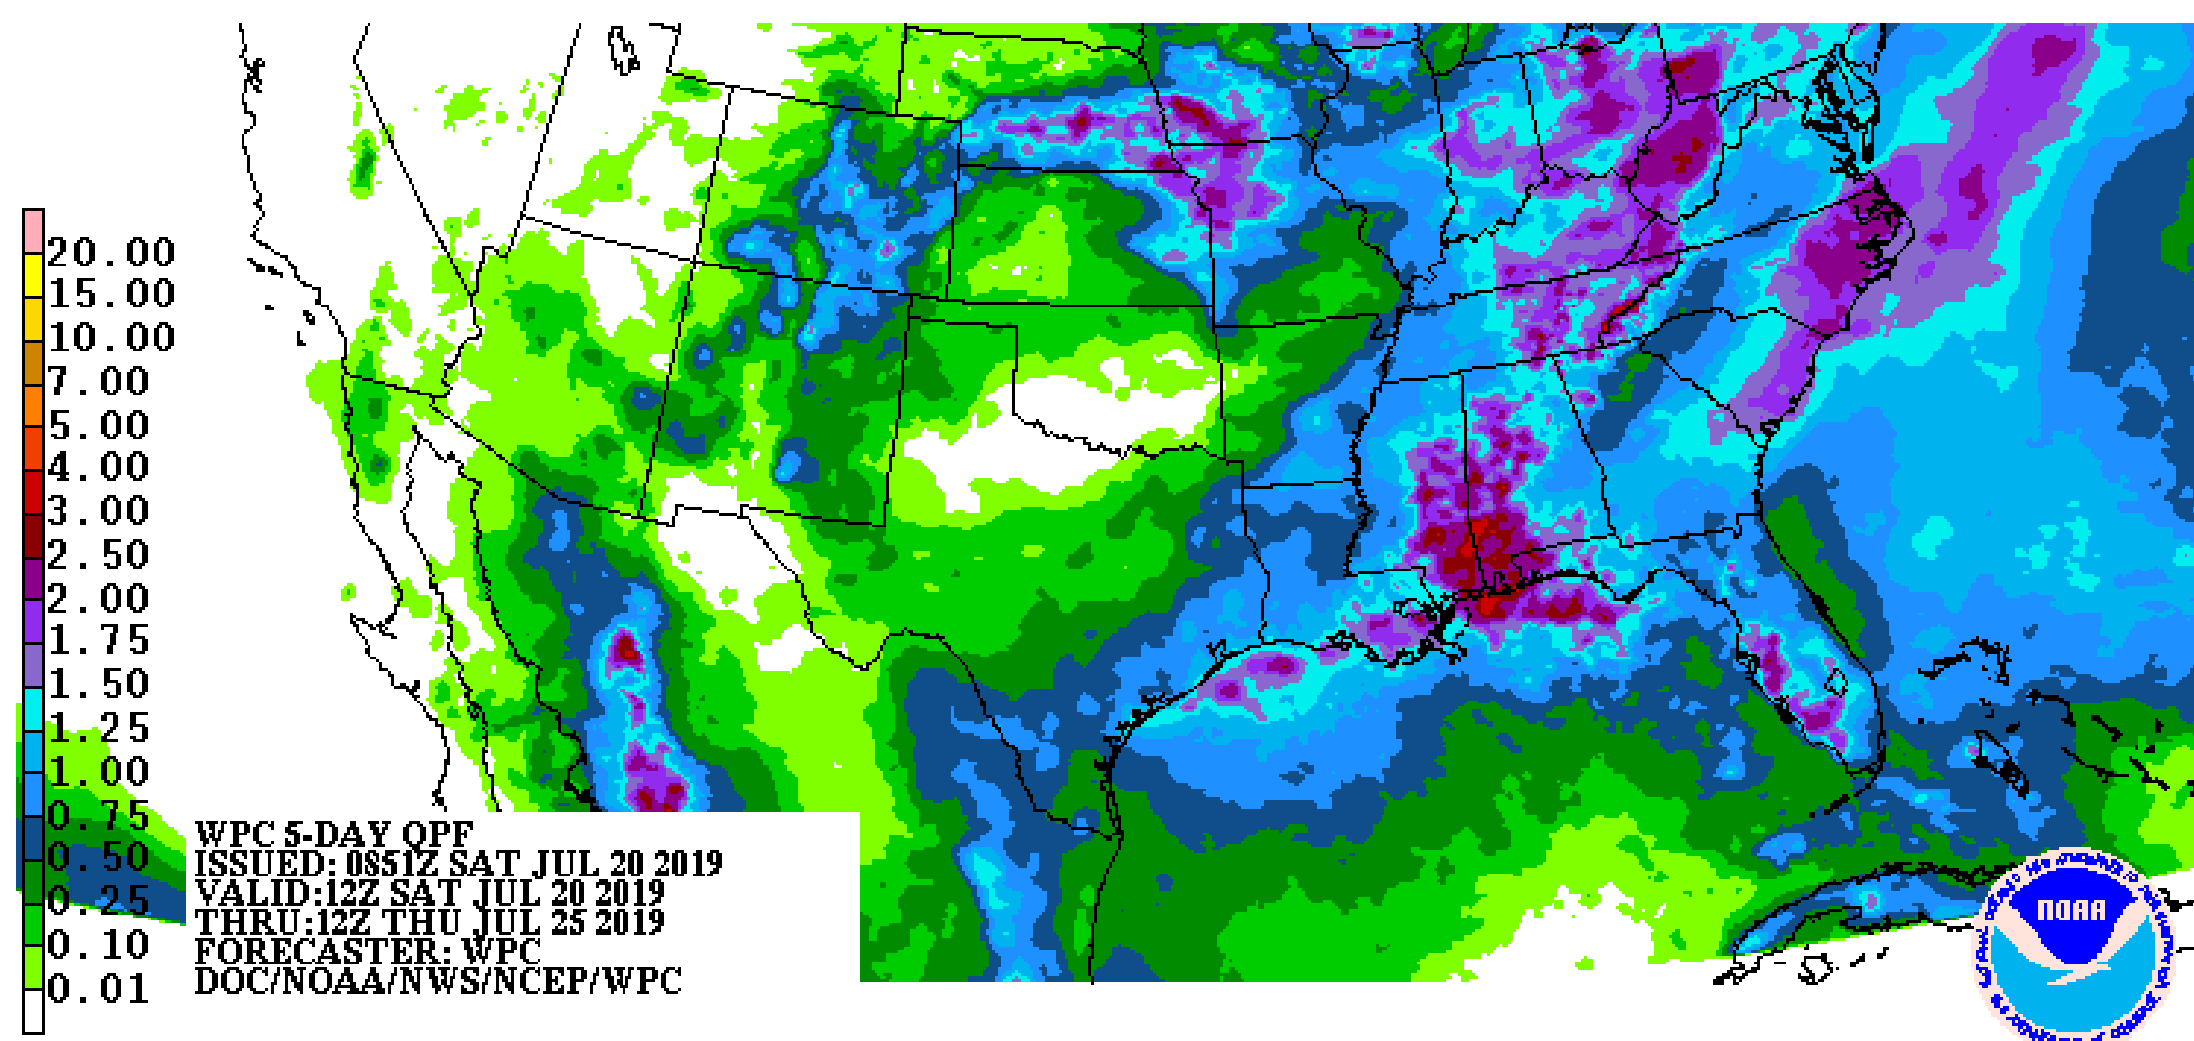 20.00
15.00
10.00
7.00
5.00
4.00
3.00
2.50
2.00
1.75
1.50
1.25
1.00
0.75
0.50
0.25
0.10
0.01
WPC 5-DAY QPF
ISSUED: 0851Z SAT JUL 20 2019
VALID:12Z SAT JUL 20 2019
THRU:12Z THU JUL 25 2019
FORECASTER: WPC
DOC/NOAA/NWS/NCEP/WPC
NOAA